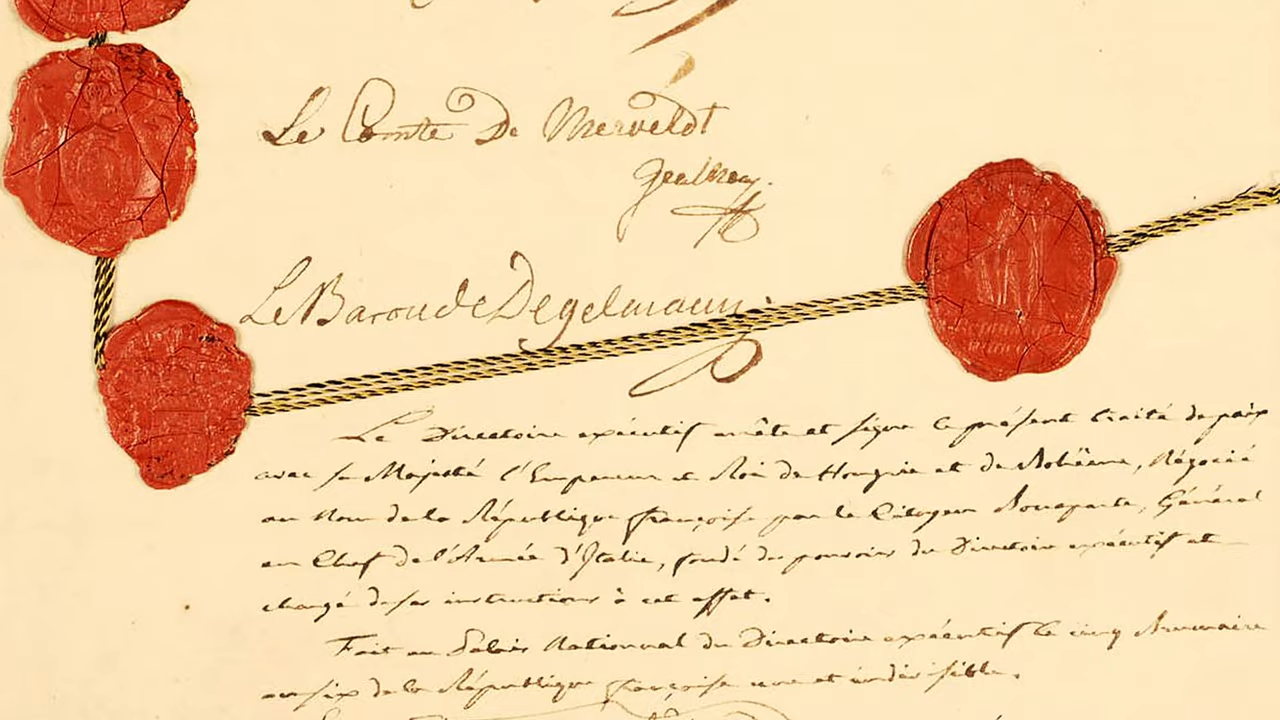 Le Comte De Merveldt
Le Baron de Degelmann
Le Directoire exécutif arrête et signe le présent traité de paix
avec sa Majesté l'Empereur et Roi de Hongrie et de Bohëme, Négocié
au Nom de la République françoise par le Citoyen Bonaparte, Général
en Chef de l'Armée d'Italie, fondé de pouvoirs du Directoire exécutif et
chargé de ses instructions à cet effet.
Fait au Palais National du Directoire exécutif le cinq Brumaire
an six de la République françoise une et indivisible.